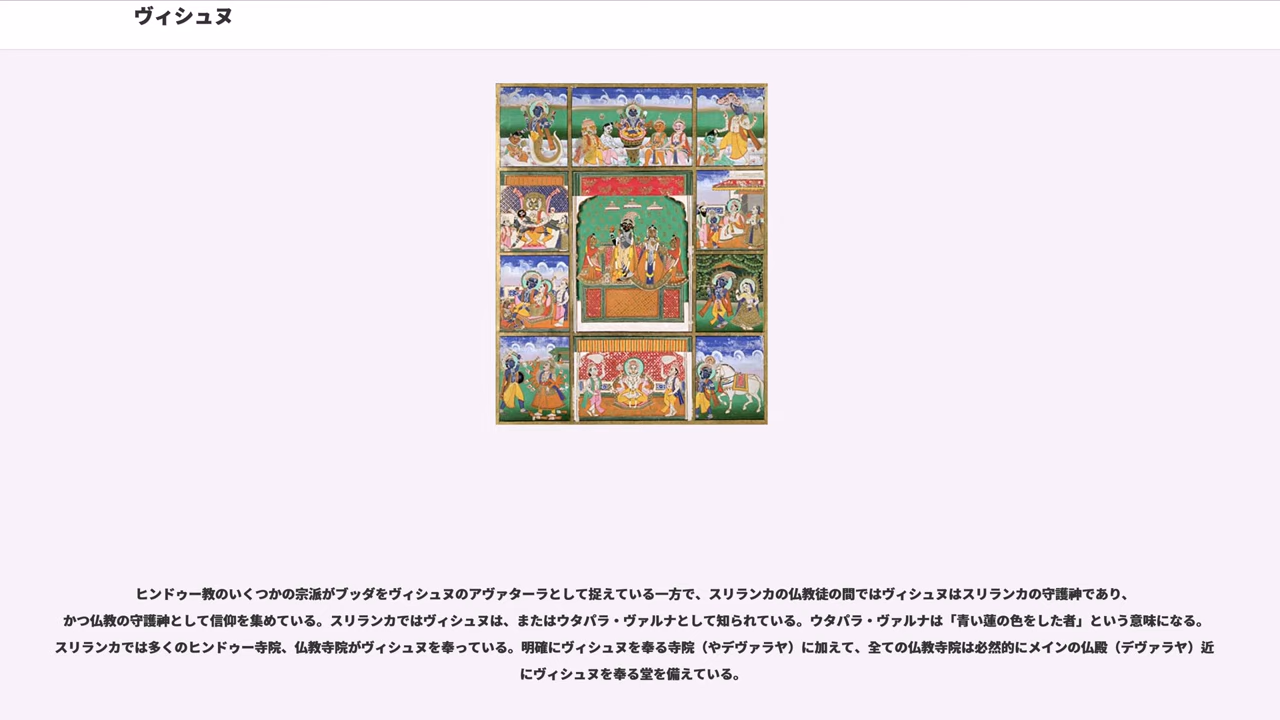 ヴィシュヌ
ヒンドゥー教のいくつかの宗派がブッダをヴィシュヌのアヴァターラとして捉えている一方で、スリランカの仏教徒の間ではヴィシュヌはスリランカの守護神であり、
かつ仏教の守護神として信仰を集めている。スリランカではヴィシュヌは、またはウタパラ・ヴァルナとして知られている。ウタパラ・ヴァルナは「青い蓮の色をした者」という意味になる。
スリランカでは多くのヒンドゥー寺院、仏教寺院がヴィシュヌを奉っている。明確にヴィシュヌを奉る寺院（やデヴァラヤ）に加えて、全ての仏教寺院は必然的にメインの仏殿（デヴァラヤ）近
にヴィシュヌを奉る堂を備えている。